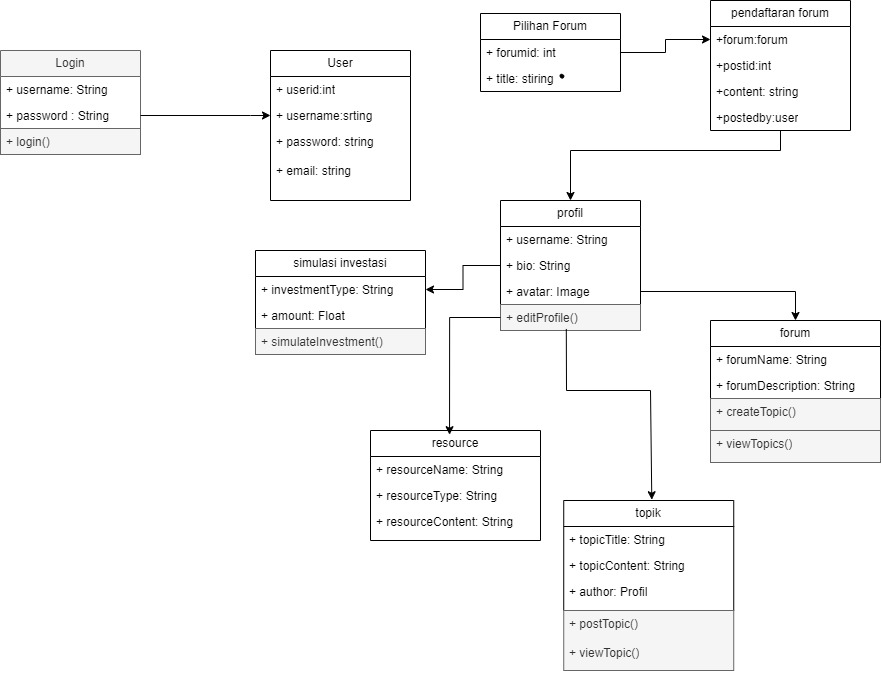 Login
+ username: String
+ password : String
+ login()
User
+ userid:int
+ username:srting
+ password: string
+ email: string
Pilihan Forum
+ forumid: int
+ title: stiring
pendaftaran forum
+forum:forum
+postid:int
+content: string
+postedby:user
profil
+ username: String
+ bio: String
+ avatar: Image
+ editProfile()
simulasi investasi
+ investmentType: String
+ amount: Float
+ simulateInvestment()
forum
+ forumName: String
+ forumDescription: String
+ createTopic()
+ viewTopics()
resource
+ resourceName: String
+ resourceType: String
+ resourceContent: String
topik
+ topicTitle: String
+ topicContent: String
+ author: Profil
+ postTopic()
+ viewTopic()